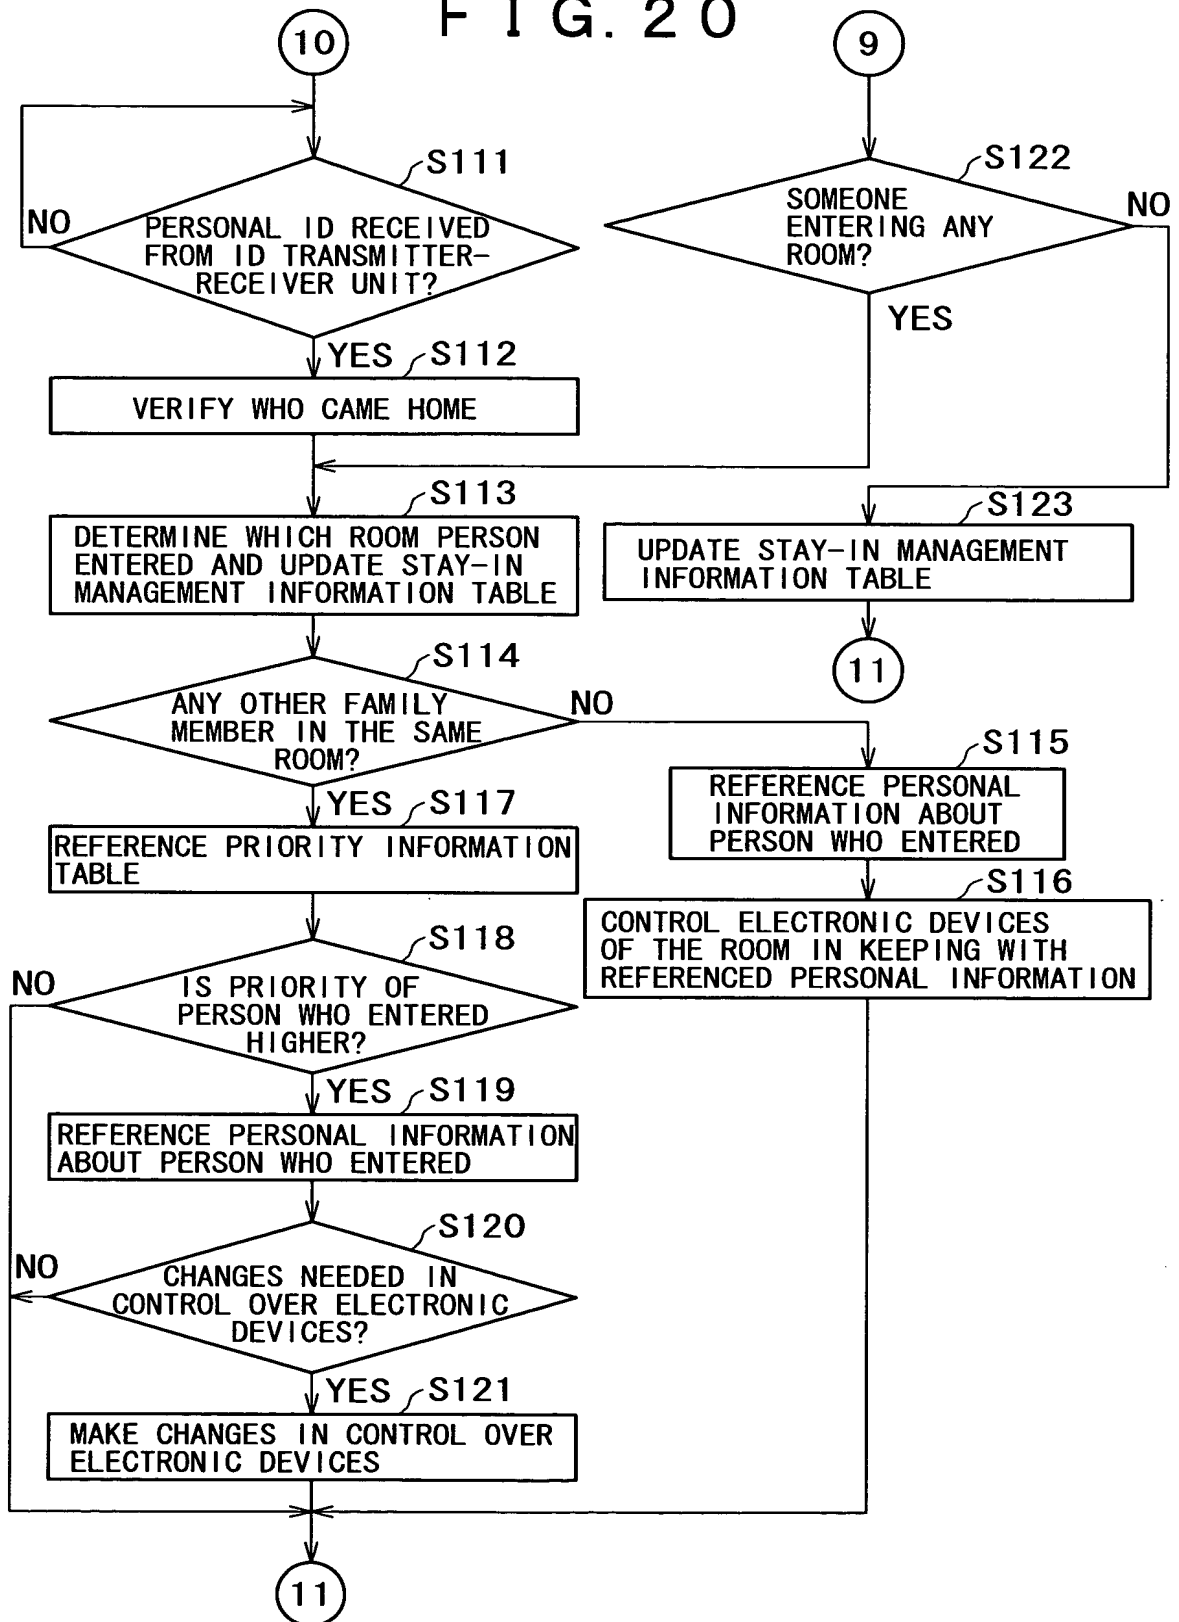 FIG. 20
10
9
S111
NO
PERSONAL ID RECEIVED
FROM ID TRANSMITTER-
RECEIVER UNIT?
S122
SOMEONE
ENTERING ANY
ROOM?
NO
YES
YES
S112
VERIFY WHO CAME HOME
S113
DETERMINE WHICH ROOM PERSON
ENTERED AND UPDATE STAY-IN
MANAGEMENT INFORMATION TABLE
S123
UPDATE STAY-IN MANAGEMENT
INFORMATION TABLE
11
S114
ANY OTHER FAMILY
MEMBER IN THE SAME
ROOM?
NO
S115
REFERENCE PERSONAL
INFORMATION ABOUT
PERSON WHO ENTERED
YES
S117
REFERENCE PRIORITY INFORMATION
TABLE
S116
CONTROL ELECTRONIC DEVICES
OF THE ROOM IN KEEPING WITH
REFERENCED PERSONAL INFORMATION
S118
NO
IS PRIORITY OF
PERSON WHO ENTERED
HIGHER?
YES
S119
REFERENCE PERSONAL INFORMATION
ABOUT PERSON WHO ENTERED
S120
NO
CHANGES NEEDED IN
CONTROL OVER ELECTRONIC
DEVICES?
YES
S121
MAKE CHANGES IN CONTROL OVER
ELECTRONIC DEVICES
11